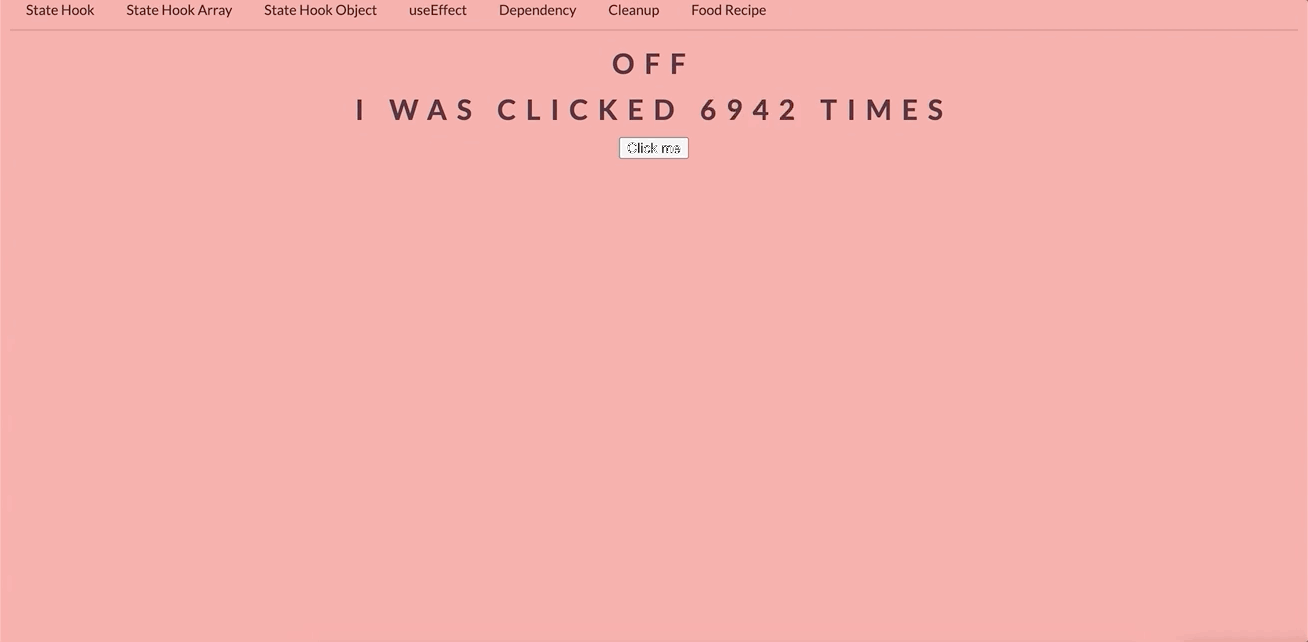 State Hook State Hook Array State Hook Object useEffect Dependency Cleanup Food Recipe
OFF
I WAS CLICKED 6942 TIMES
Click me